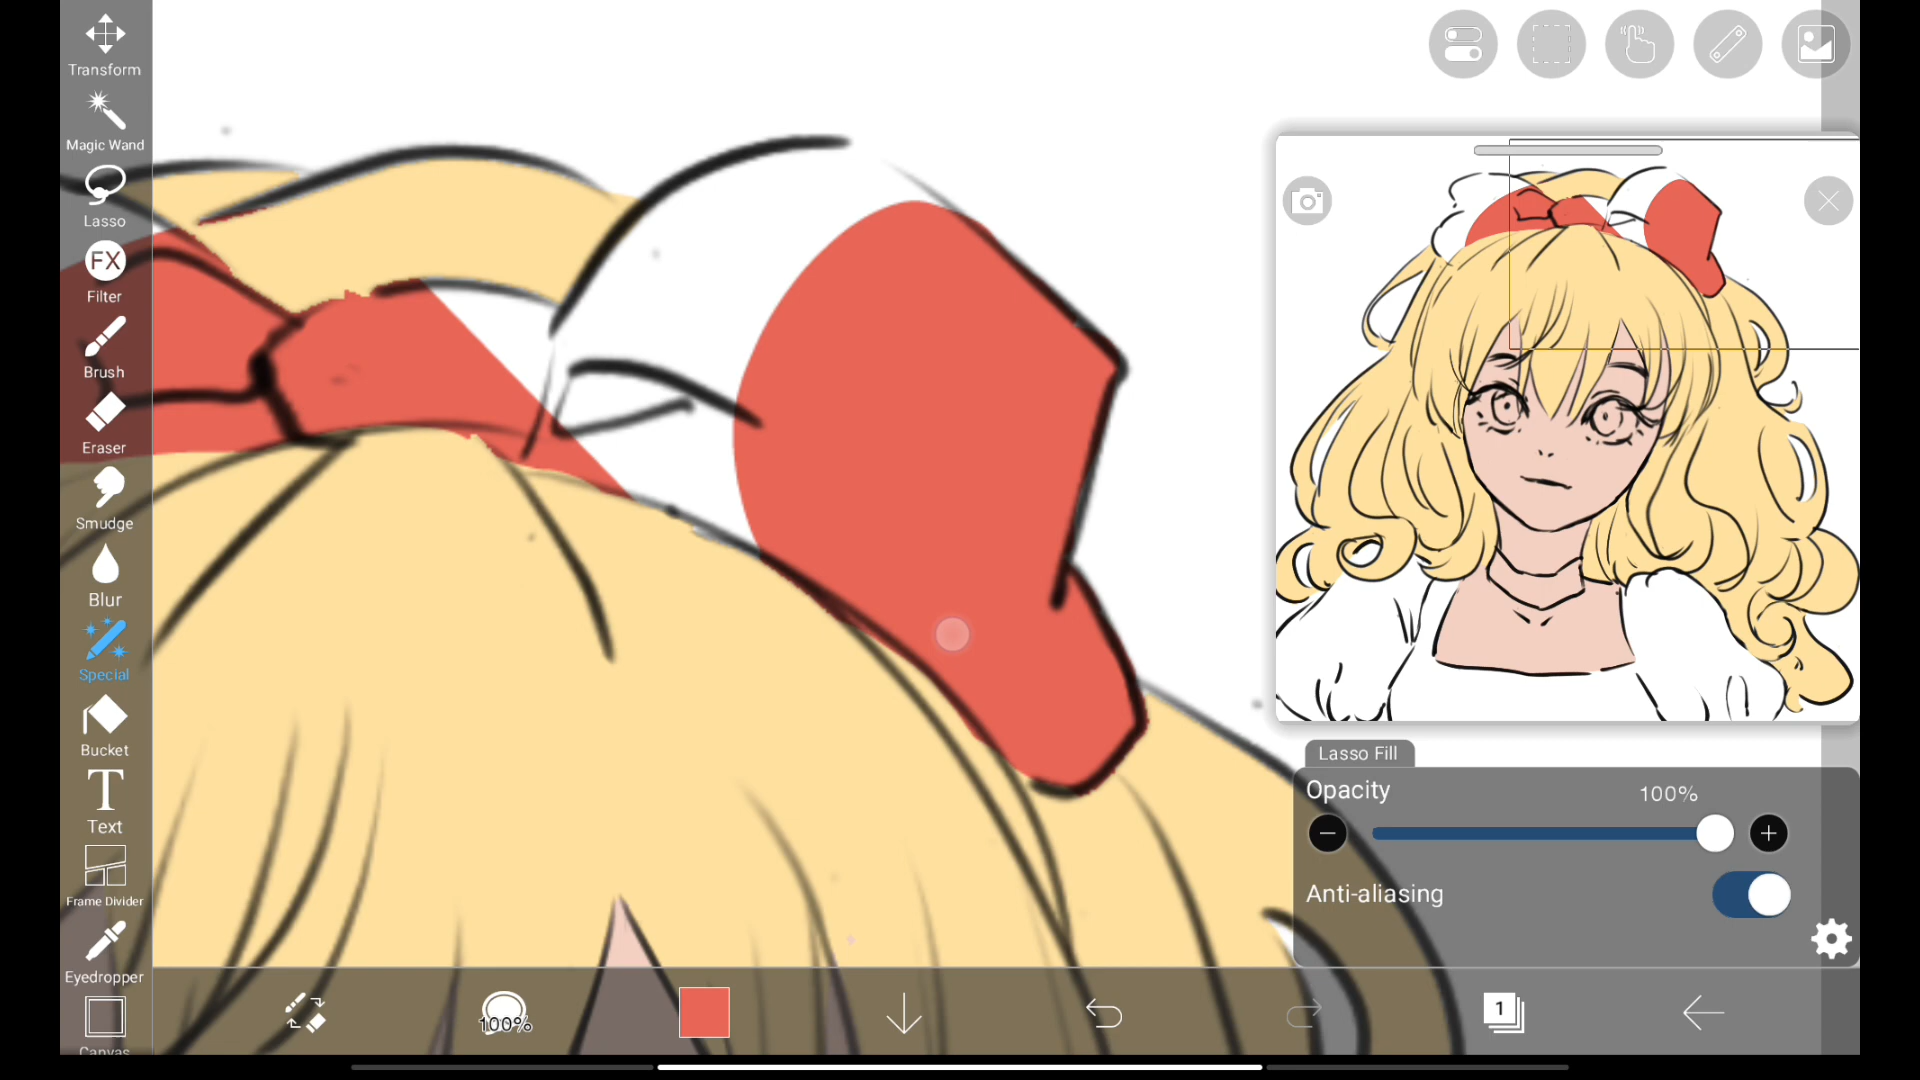 Transform
Magic Wand
Lasso
FX
Filter
Brush
Eraser
Smudge
Blur
Special
Bucket
T
Text
Frame Divider
Eyedropper
Canvas
Lasso Fill
Opacity
100%
Anti-aliasing
100%
1